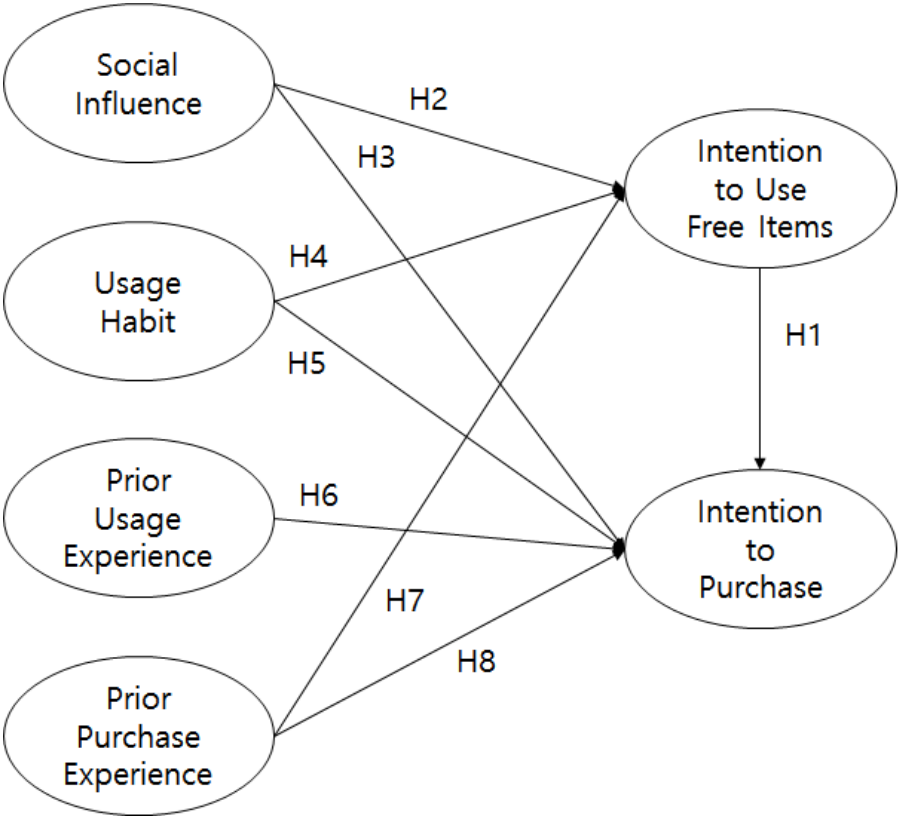 Social
Influence
H2
H3
Intention
to Use
Free Items
Usage
Habit
H4
H5
H1
Prior
Usage
Experience
H6
Intention
to
Purchase
H7
H8
Prior
Purchase
Experience